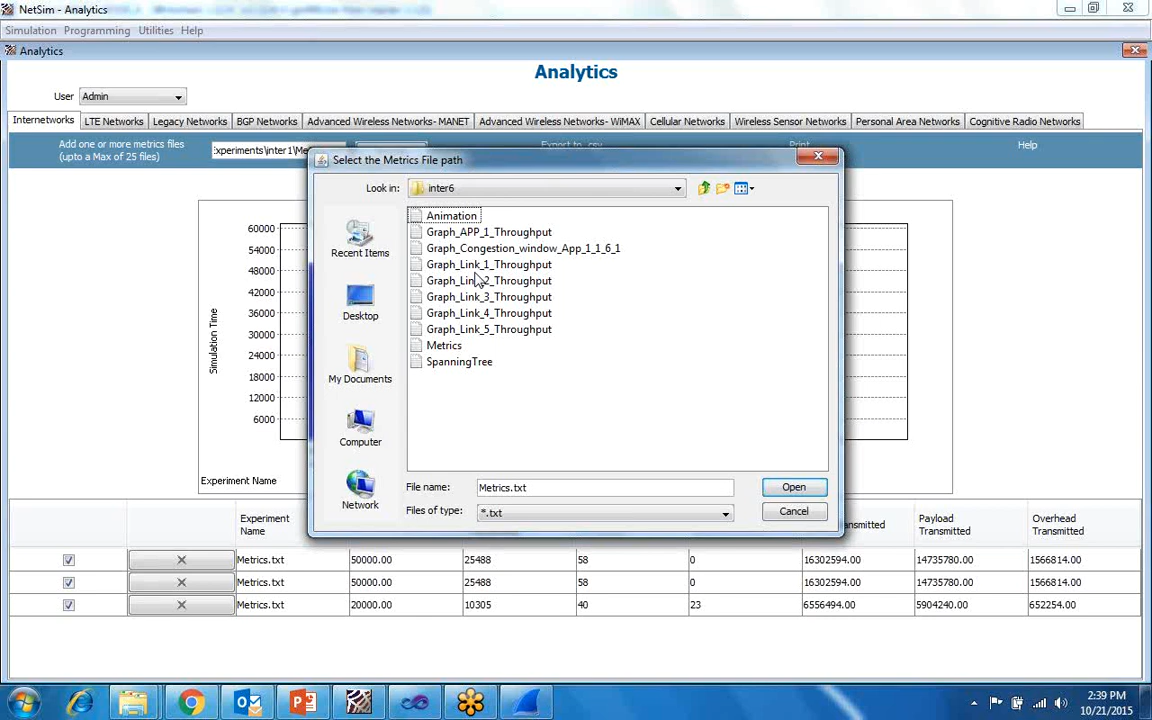 NetSim - Analytics
Simulation Programming Utilities Help
Analytics
Analytics
User Admin
Internetworks LTE Networks Legacy Networks BGP Networks Advanced Wireless Networks- MANET Advanced Wireless Networks- WiMAX Cellular Networks Wireless Sensor Networks Personal Area Networks Cognitive Radio Networks
Add one or more metrics files
(upto a Max of 25 files)
Export to .csv Print Help
Select the Metrics File path
Look in: inter6
Recent Items
Desktop
My Documents
Computer
Network
Animation
Graph_APP_1_Throughput
Graph_Congestion_window_App_1_1_6_1
Graph_Link_1_Throughput
Graph_Link_2_Throughput
Graph_Link_3_Throughput
Graph_Link_4_Throughput
Graph_Link_5_Throughput
Metrics
SpanningTree
File name: Metrics.txt Open
Files of type: *.txt Cancel
Simulation Time
60000
54000
48000
42000
36000
30000
24000
18000
12000
6000
Experiment Name
Experiment
Name
Payload
Transmitted
Overhead
Transmitted
Metrics.txt 50000.00 25488 58 0 16302594.00 14735780.00 1566814.00
Metrics.txt 50000.00 25488 58 0 16302594.00 14735780.00 1566814.00
Metrics.txt 20000.00 10305 40 23 6556494.00 5904240.00 652254.00
2:39 PM
10/21/2015